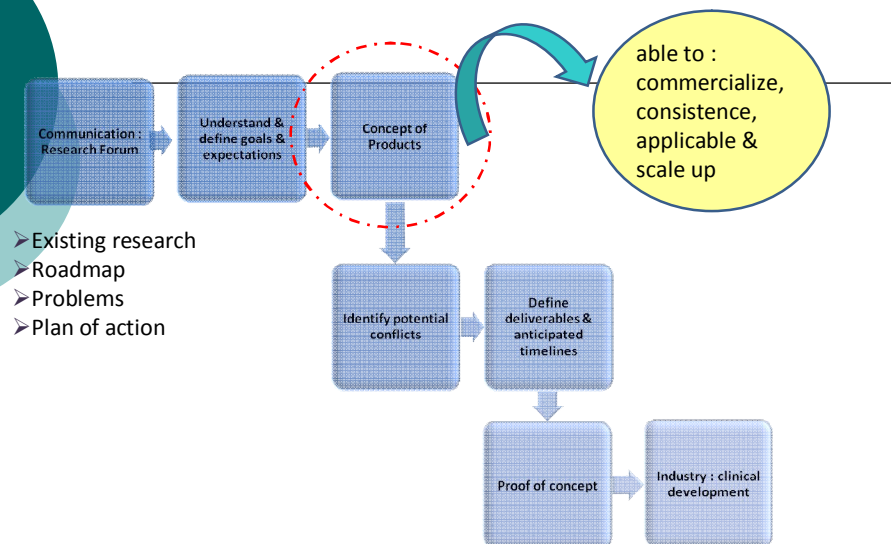 able to :
commercialize,
consistence,
applicable &
scale up
Communication :
Research Forum
Understand &
define goals &
expectations
Concept of
Products
➢Existing research
➢Roadmap
➢Problems
➢Plan of action
Identify potential
conflicts
Define
deliverables &
anticipated
timelines
Proof of concept
Industry : clinical
development